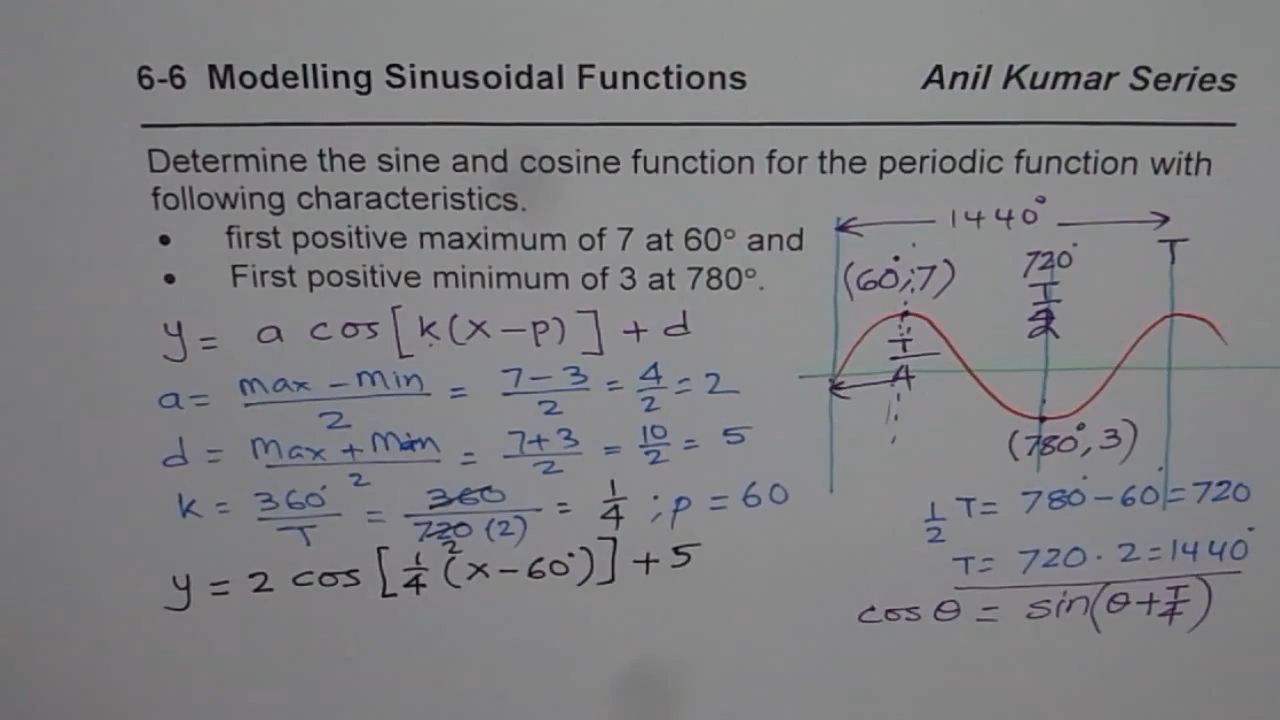 6-6 Modelling Sinusoidal Functions Anil Kumar Series
Determine the sine and cosine function for the periodic function with
following characteristics.
• first positive maximum of 7 at 60° and
• First positive minimum of 3 at 780°.
y = a cos[k(x-p)] + d
a = max - min / 2 = 7-3 / 2 = 4/2 = 2
d = Max + Min / 2 = 7+3 / 2 = 10/2 = 5
k = 360° / T = 360 / 720(2) = 1/4 ; p = 60
2
y = 2 cos[1/4(x-60°)] + 5
1440°
(60°,7)
720°
T/2
T
T/4
(780°,3)
1/2 T = 780° - 60 = 720
T = 720 · 2 = 1440°
cos θ = sin(θ + T/4)